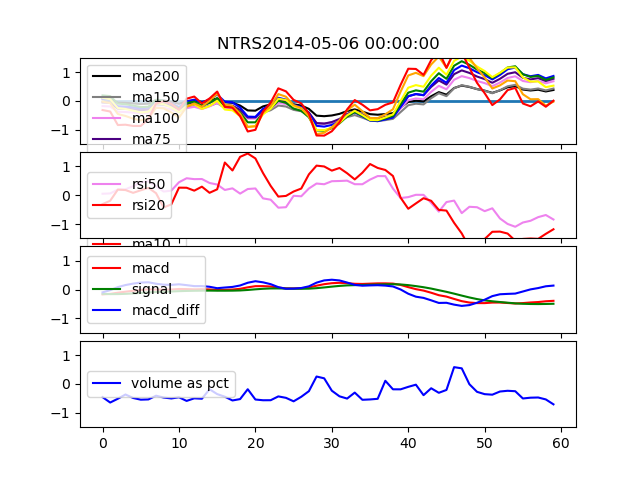 NTRS2014-05-06 00:00:00
1
0
−1
ma200
ma150
ma100
ma75
1
0
−1
rsi50
rsi20
ma10
1
0
−1
macd
signal
macd_diff
1
0
−1
volume as pct
0 10 20 30 40 50 60